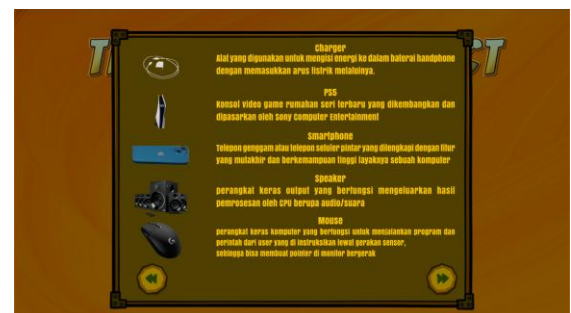 Charger
Alat yang digunakan untuk mengisi energi ke dalam baterai handphone
dengan memasukkan arus listrik melaluinya.
PS5
Konsol video game rumahan seri terbaru yang dikembangkan dan
dipasarkan oleh Sony Computer Entertainment
Smartphone
Telepon genggam atau telepon seluler pintar yang dilengkapi dengan fitur
yang mutakhir dan berkemampuan tinggi layaknya sebuah komputer
Speaker
perangkat keras output yang berfungsi mengeluarkan hasil
pemrosesan oleh CPU berupa audio/suara
Mouse
perangkat keras komputer yang berfungsi untuk menjalankan program dan
perintah dari user yang di instruksikan lewat gerakan sensor,
sehingga bisa membuat pointer di monitor bergerak